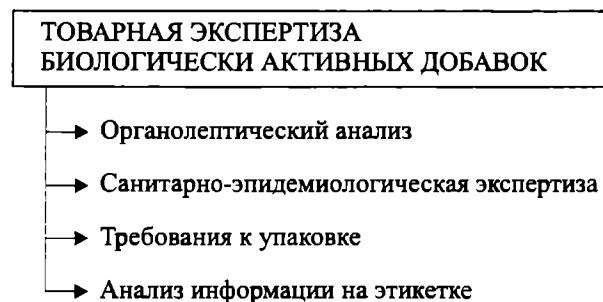 ТОВАРНАЯ ЭКСПЕРТИЗА
БИОЛОГИЧЕСКИ АКТИВНЫХ ДОБАВОК
Органолептический анализ
Санитарно-эпидемиологическая экспертиза
Требования к упаковке
Анализ информации на этикетке